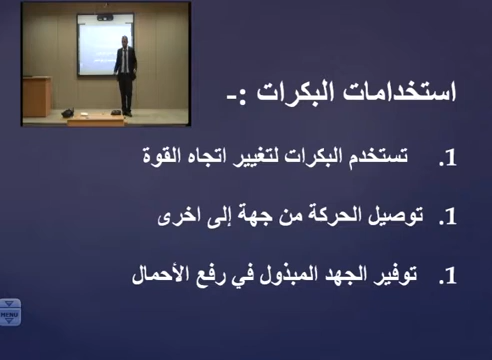 استخدامات البكرات :-
1. تستخدم البكرات لتغيير اتجاه القوة
1. توصيل الحركة من جهة إلى اخرى
1. توفير الجهد المبذول في رفع الأحمال
MENU